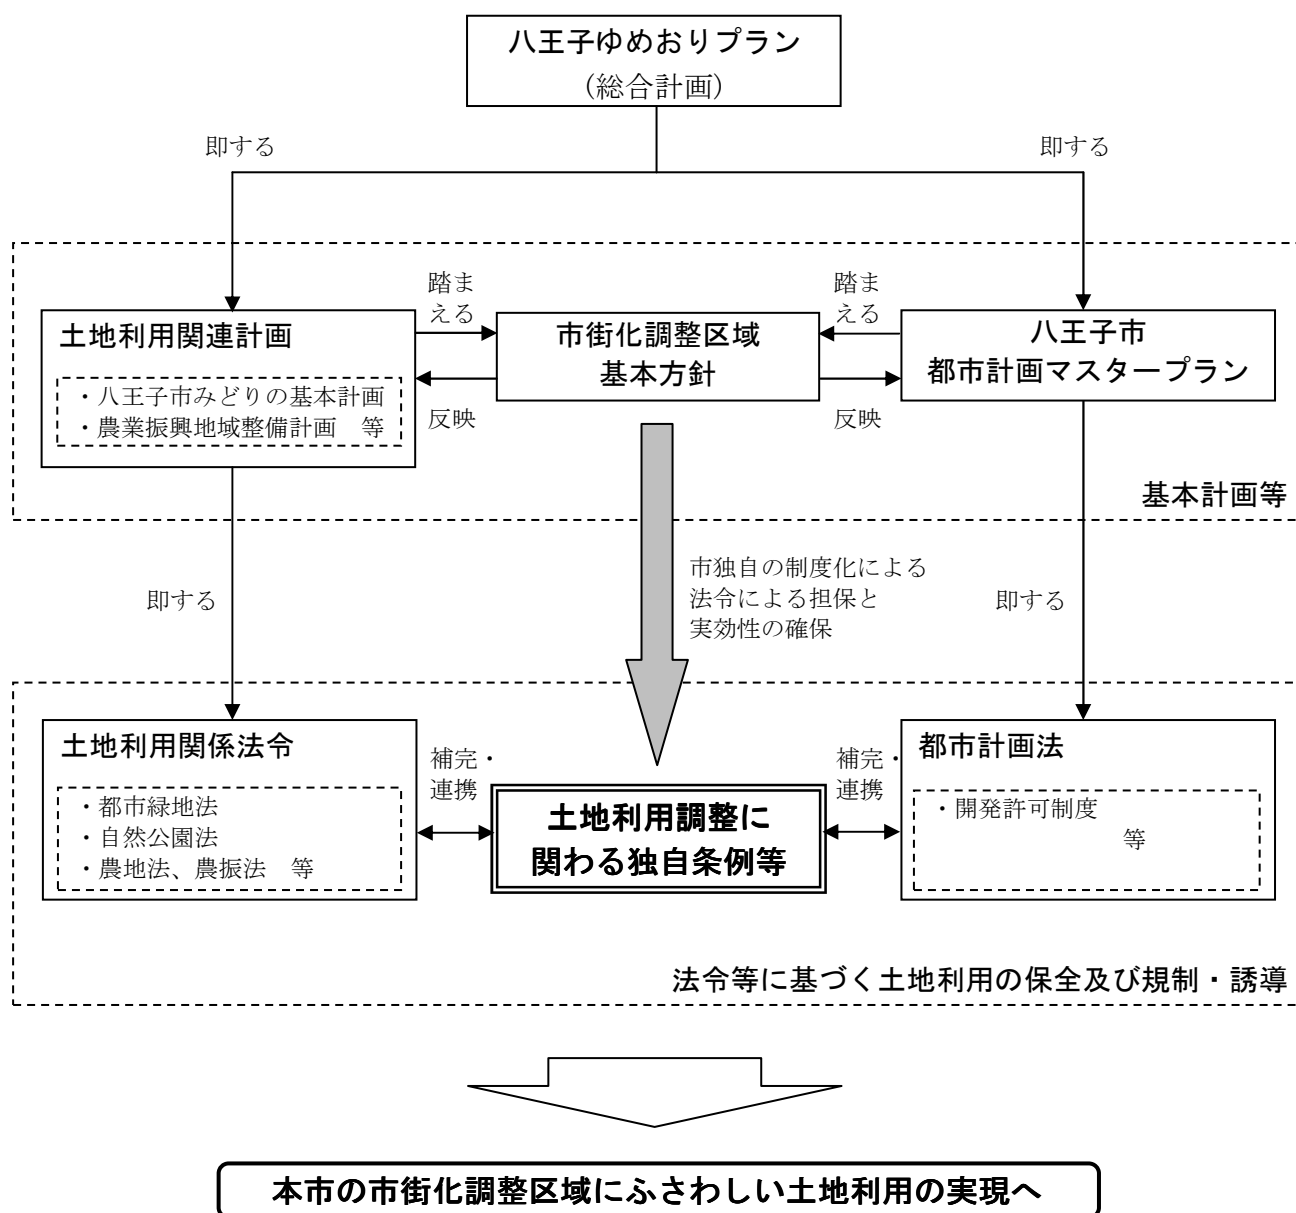 八王子ゆめおりプラン
(総合計画)
即する
即する
踏ま
える
踏ま
える
土地利用関連計画
・八王子市みどりの基本計画
・農業振興地域整備計画　等
市街化調整区域
基本方針
八王子市
都市計画マスタープラン
反映
反映
基本計画等
市独自の制度化による
法令による担保と
実効性の確保
即する
即する
土地利用関係法令
・都市緑地法
・自然公園法
・農地法、農振法　等
補完・
連携
土地利用調整に
関わる独自条例等
補完・
連携
都市計画法
・開発許可制度
等
法令等に基づく土地利用の保全及び規制・誘導
本市の市街化調整区域にふさわしい土地利用の実現へ